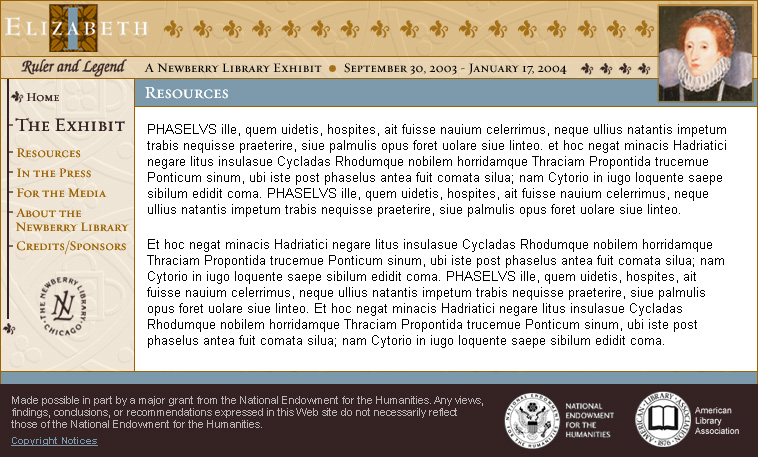 ELIZABETH I
Ruler and Legend
A NEWBERRY LIBRARY EXHIBIT • SEPTEMBER 30, 2003 - JANUARY 17, 2004
HOME
THE EXHIBIT
RESOURCES
IN THE PRESS
FOR THE MEDIA
ABOUT THE
NEWBERRY LIBRARY
CREDITS/SPONSORS
THE NEWBERRY LIBRARY
CHICAGO
RESOURCES
PHASELVS ille, quem uidetis, hospites, ait fuisse nauium celerrimus, neque ullius natantis impetum
trabis nequisse praeterire, siue palmulis opus foret uolare siue linteo. et hoc negat minacis Hadriatici
negare litus insulasue Cycladas Rhodumque nobilem horridamque Thraciam Propontida trucemue
Ponticum sinum, ubi iste post phaselus antea fuit comata silua; nam Cytorio in iugo loquente saepe
sibilum edidit coma. PHASELVS ille, quem uidetis, hospites, ait fuisse nauium celerrimus, neque
ullius natantis impetum trabis nequisse praeterire, siue palmulis opus foret uolare siue linteo.
Et hoc negat minacis Hadriatici negare litus insulasue Cycladas Rhodumque nobilem horridamque
Thraciam Propontida trucemue Ponticum sinum, ubi iste post phaselus antea fuit comata silua; nam
Cytorio in iugo loquente saepe sibilum edidit coma. PHASELVS ille, quem uidetis, hospites, ait
fuisse nauium celerrimus, neque ullius natantis impetum trabis nequisse praeterire, siue palmulis
opus foret uolare siue linteo. Et hoc negat minacis Hadriatici negare litus insulasue Cycladas
Rhodumque nobilem horridamque Thraciam Propontida trucemue Ponticum sinum, ubi iste post
phaselus antea fuit comata silua; nam Cytorio in iugo loquente saepe sibilum edidit coma.
Made possible in part by a major grant from the National Endowment for the Humanities. Any views,
findings, conclusions, or recommendations expressed in this Web site do not necessarily reflect
those of the National Endowment for the Humanities.
Copyright Notices
NATIONAL ENDOWMENT FOR THE HUMANITIES
NATIONAL
ENDOWMENT
FOR THE
HUMANITIES
AMERICAN LIBRARY ASSOCIATION
1876
American
Library
Association